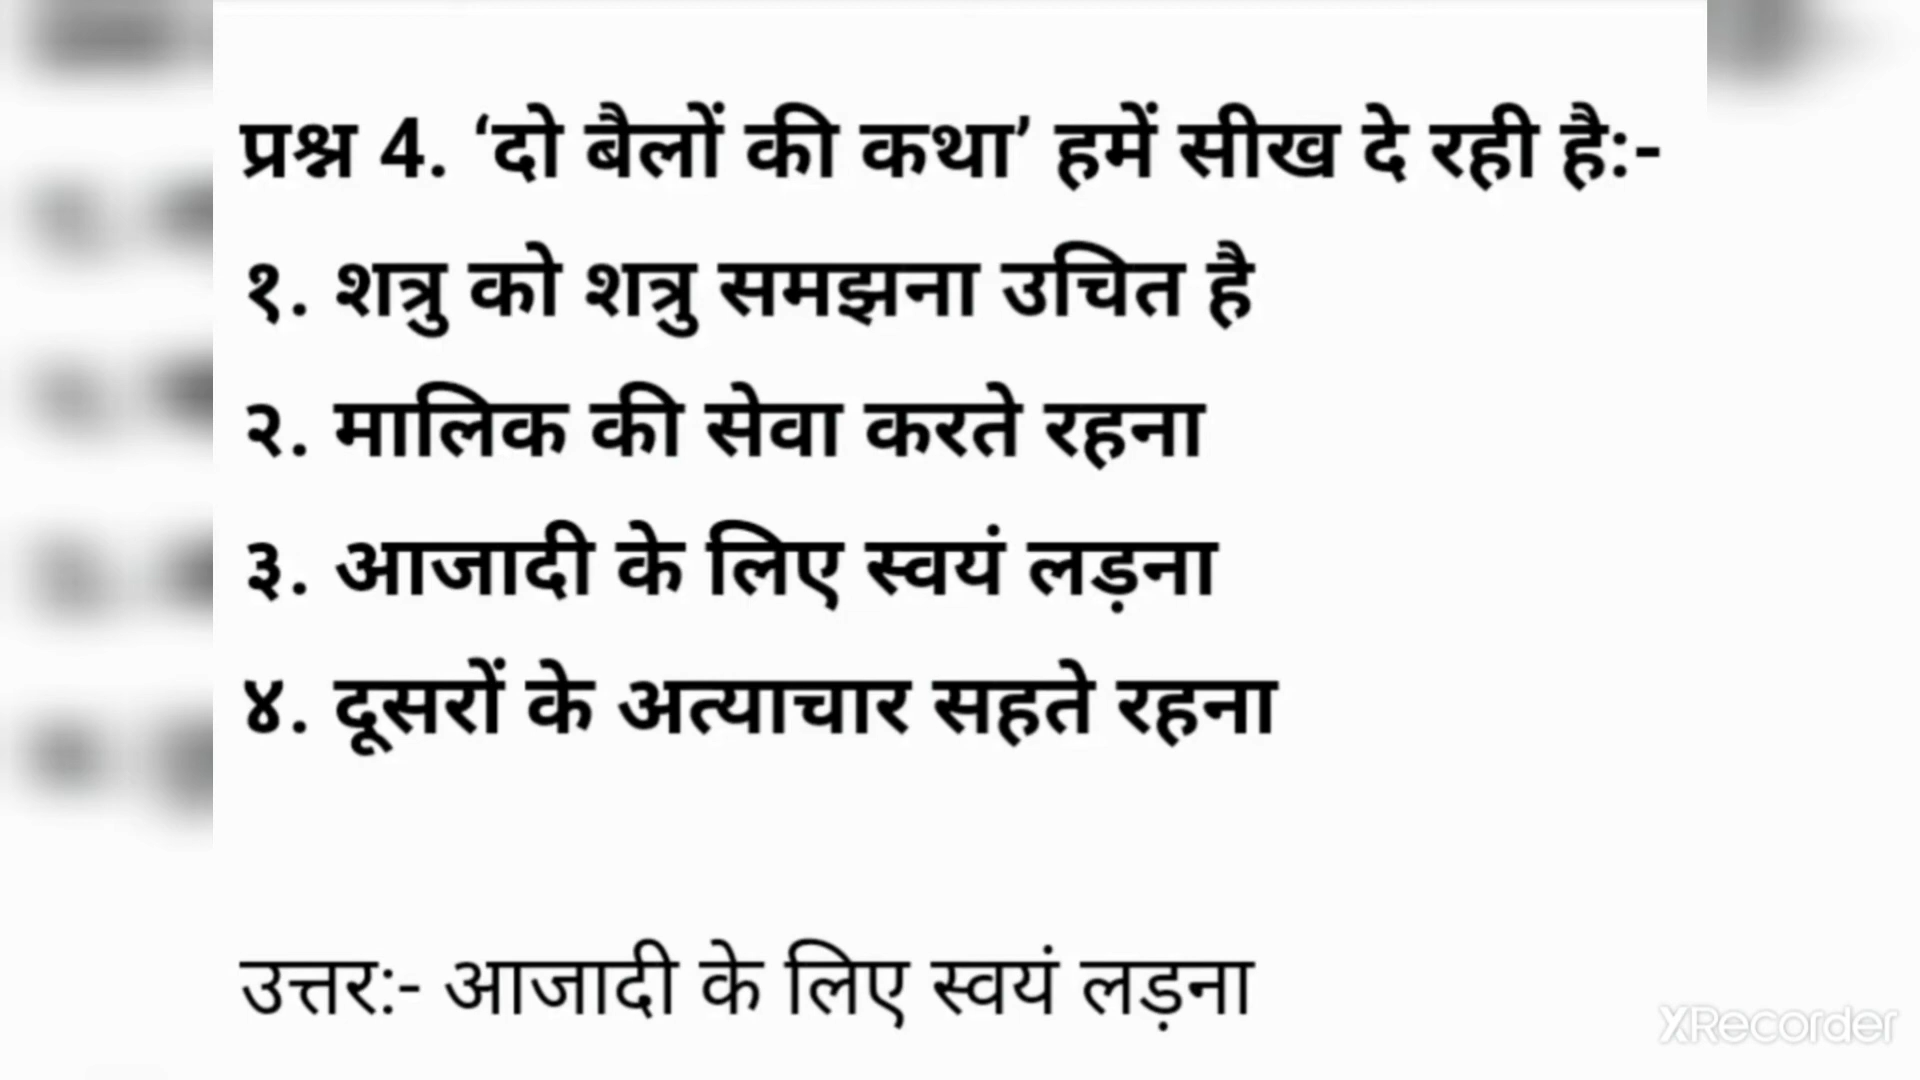 प्रश्न 4. ‘दो बैलों की कथा’ हमें सीख दे रही है:-
१. शत्रु को शत्रु समझना उचित है
२. मालिक की सेवा करते रहना
३. आजादी के लिए स्वयं लड़ना
४. दूसरों के अत्याचार सहते रहना
उत्तर:- आजादी के लिए स्वयं लड़ना
XRecorder